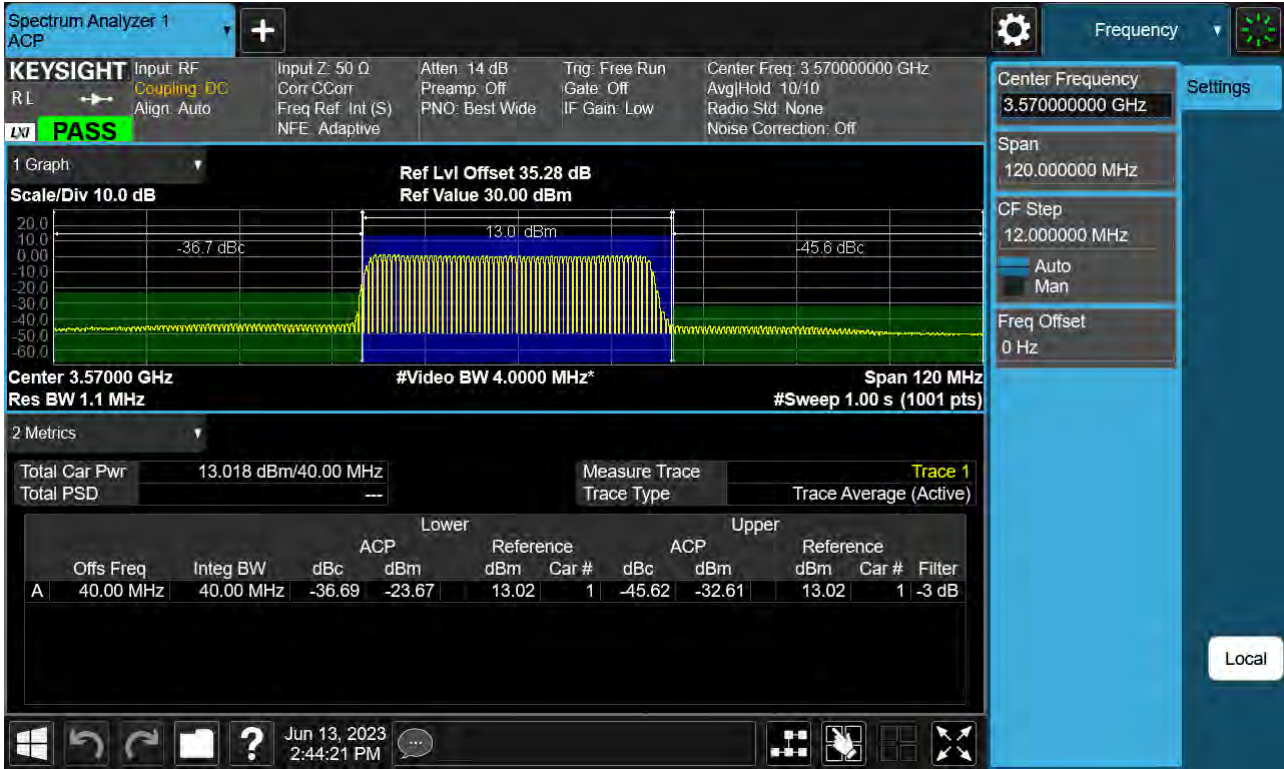 Spectrum Analyzer 1
ACP
Frequency
KEYSIGHT
RL
LXI
PASS
Input: RF
Coupling: DC
Align: Auto
Input Z: 50 Ω
Corr CCorr
Freq Ref: Int (S)
NFE: Adaptive
Atten: 14 dB
Preamp: Off
PNO: Best Wide
Trig: Free Run
Gate: Off
IF Gain: Low
Center Freq: 3.570000000 GHz
Avg|Hold: 10/10
Radio Std: None
Noise Correction: Off
Center Frequency
3.570000000 GHz
Settings
Span
120.000000 MHz
CF Step
12.000000 MHz
Auto
Man
Freq Offset
0 Hz
1 Graph
Scale/Div 10.0 dB
Ref Lvl Offset 35.28 dB
Ref Value 30.00 dBm
20.0
10.0
0.00
-10.0
-20.0
-30.0
-40.0
-50.0
-60.0
-36.7 dBc
13.0 dBm
-45.6 dBc
Center 3.57000 GHz
#Video BW 4.0000 MHz*
Span 120 MHz
Res BW 1.1 MHz
#Sweep 1.00 s (1001 pts)
2 Metrics
Total Car Pwr 13.018 dBm/40.00 MHz
Total PSD ---
Measure Trace Trace 1
Trace Type Trace Average (Active)
Lower Upper
ACP Reference ACP Reference
Offs Freq Integ BW dBc dBm dBm Car # dBc dBm dBm Car # Filter
A 40.00 MHz 40.00 MHz -36.69 -23.67 13.02 1 -45.62 -32.61 13.02 1 -3 dB
Local
Jun 13, 2023
2:44:21 PM